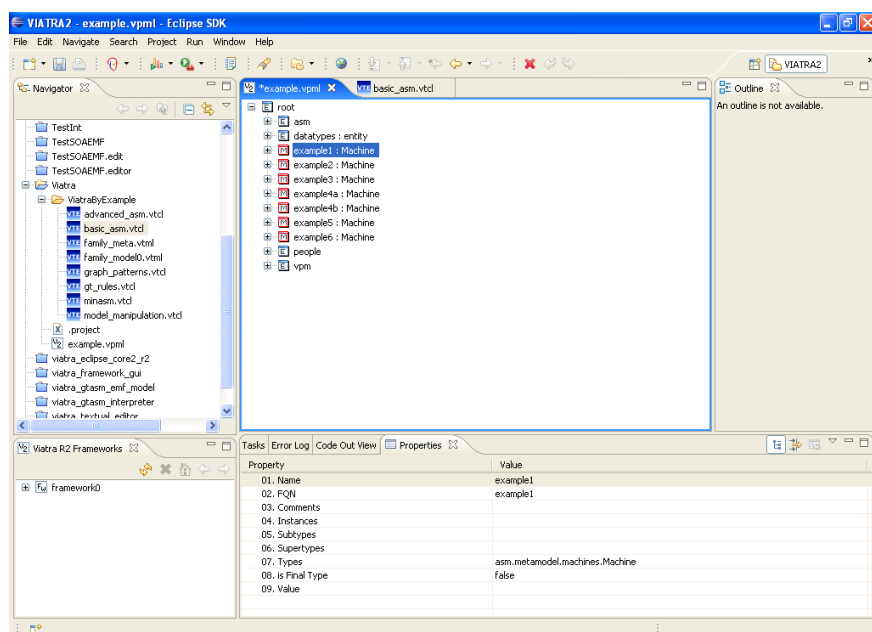 VIATRA2 - example.vpml - Eclipse SDK
File Edit Navigate Search Project Run Window Help
VIATRA2
Navigator
TestInt
TestSOAEMF
TestSOAEMF.edit
TestSOAEMF.editor
Viatra
ViatraByExample
advanced_asm.vtcl
basic_asm.vtcl
family_meta.vtml
family_model0.vtml
graph_patterns.vtcl
gt_rules.vtcl
minasm.vtcl
model_manipulation.vtcl
.project
example.vpml
viatra_eclipse_core2_r2
viatra_framework_gui
viatra_gtasm_emf_model
viatra_gtasm_interpreter
viatra_textual_editor
*example.vpml basic_asm.vtcl
root
asm
datatypes : entity
example1 : Machine
example2 : Machine
example3 : Machine
example4a : Machine
example4b : Machine
example5 : Machine
example6 : Machine
people
vpm
Outline
An outline is not available.
Viatra R2 Frameworks
framework0
Tasks Error Log Code Out View Properties
Property Value
01. Name example1
02. FQN example1
03. Comments
04. Instances
05. Subtypes
06. Supertypes
07. Types asm.metamodel.machines.Machine
08. is Final Type false
09. Value